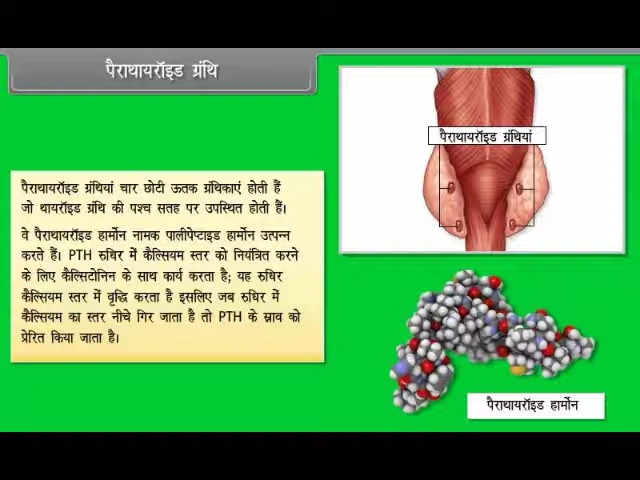 पैराथायरॉइड ग्रंथि
पैराथायरॉइड ग्रंथियां
पैराथायरॉइड ग्रंथियां चार छोटी ऊतक ग्रंथिकाएं होती हैं
जो थायरॉइड ग्रंथि की पश्च सतह पर उपस्थित होती हैं।
वे पैराथायरॉइड हार्मोन नामक पालीपेप्टाइड हार्मोन उत्पन्न
करते हैं। PTH रुधिर में कैल्सियम स्तर को नियंत्रित करने
के लिए कैल्सिटोनिन के साथ कार्य करता है; यह रुधिर
कैल्सियम स्तर में वृद्धि करता है इसलिए जब रुधिर में
कैल्सियम का स्तर नीचे गिर जाता है तो PTH के स्राव को
प्रेरित किया जाता है।
पैराथायरॉइड हार्मोन